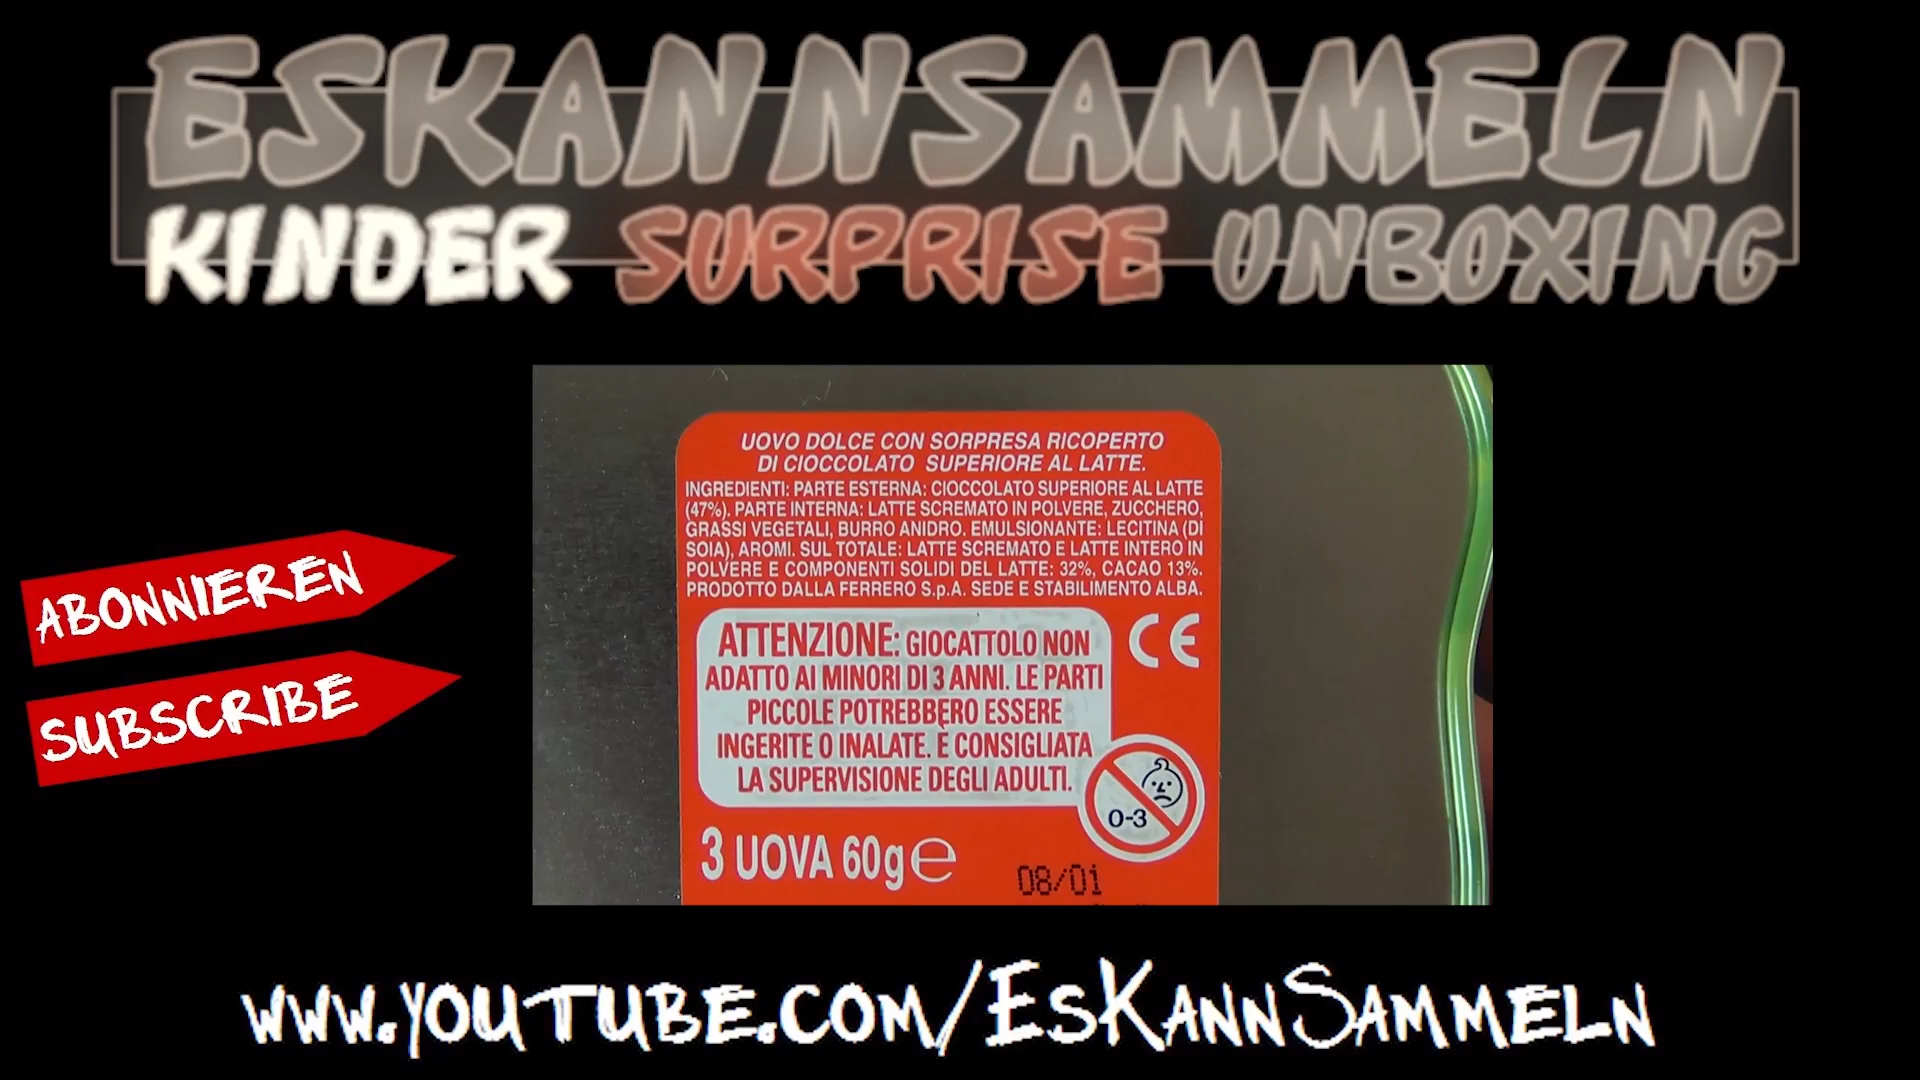 ESKANNSAMMELN
KINDER SURPRISE UNBOXING
UOVO DOLCE CON SORPRESA RICOPERTO
DI CIOCCOLATO SUPERIORE AL LATTE.
INGREDIENTI: PARTE ESTERNA: CIOCCOLATO SUPERIORE AL LATTE
(47%). PARTE INTERNA: LATTE SCREMATO IN POLVERE, ZUCCHERO,
GRASSI VEGETALI, BURRO ANIDRO. EMULSIONANTE: LECITINA (DI
SOIA), AROMI. SUL TOTALE: LATTE SCREMATO E LATTE INTERO IN
POLVERE E COMPONENTI SOLIDI DEL LATTE: 32%, CACAO 13%.
PRODOTTO DALLA FERRERO S.p.A. SEDE E STABILIMENTO ALBA.
ATTENZIONE: GIOCATTOLO NON
ADATTO AI MINORI DI 3 ANNI. LE PARTI
PICCOLE POTREBBERO ESSERE
INGERITE O INALATE. È CONSIGLIATA
LA SUPERVISIONE DEGLI ADULTI.
CE
0-3
3 UOVA 60g e
08/01
ABONNIEREN
SUBSCRIBE
www.youtube.com/EsKannSammeln